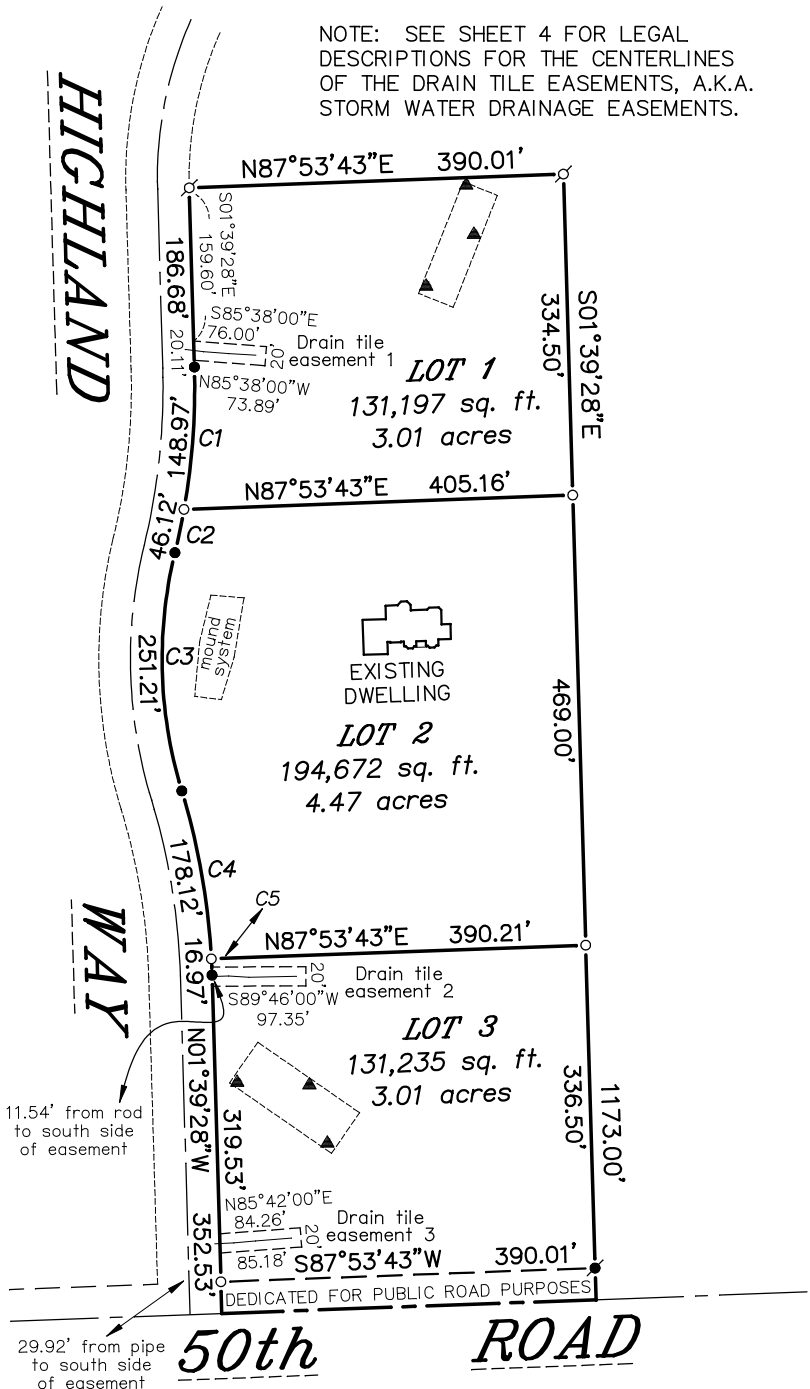 NOTE: SEE SHEET 4 FOR LEGAL
DESCRIPTIONS FOR THE CENTERLINES
OF THE DRAIN TILE EASEMENTS, A.K.A.
STORM WATER DRAINAGE EASEMENTS.
HIGHLAND
WAY
N87°53'43"E 390.01'
S01°39'28"E
159.60'
186.68'
S85°38'00"E
76.00'
20.11'
20'
Drain tile
easement 1
N85°38'00"W
73.89'
LOT 1
131,197 sq. ft.
3.01 acres
334.50'
S01°39'28"E
148.97'
C1
N87°53'43"E 405.16'
46.12'
C2
251.21'
C3
mound
system
EXISTING
DWELLING
LOT 2
194,672 sq. ft.
4.47 acres
469.00'
178.12'
C4
C5
N87°53'43"E 390.21'
16.97'
20'
Drain tile
easement 2
S89°46'00"W
97.35'
LOT 3
131,235 sq. ft.
3.01 acres
11.54' from rod
to south side
of easement
N01°39'28"W
319.53'
336.50'
1173.00'
N85°42'00"E
84.26'
20'
Drain tile
easement 3
85.18'
352.53'
S87°53'43"W 390.01'
DEDICATED FOR PUBLIC ROAD PURPOSES
29.92' from pipe
to south side
of easement
50th ROAD